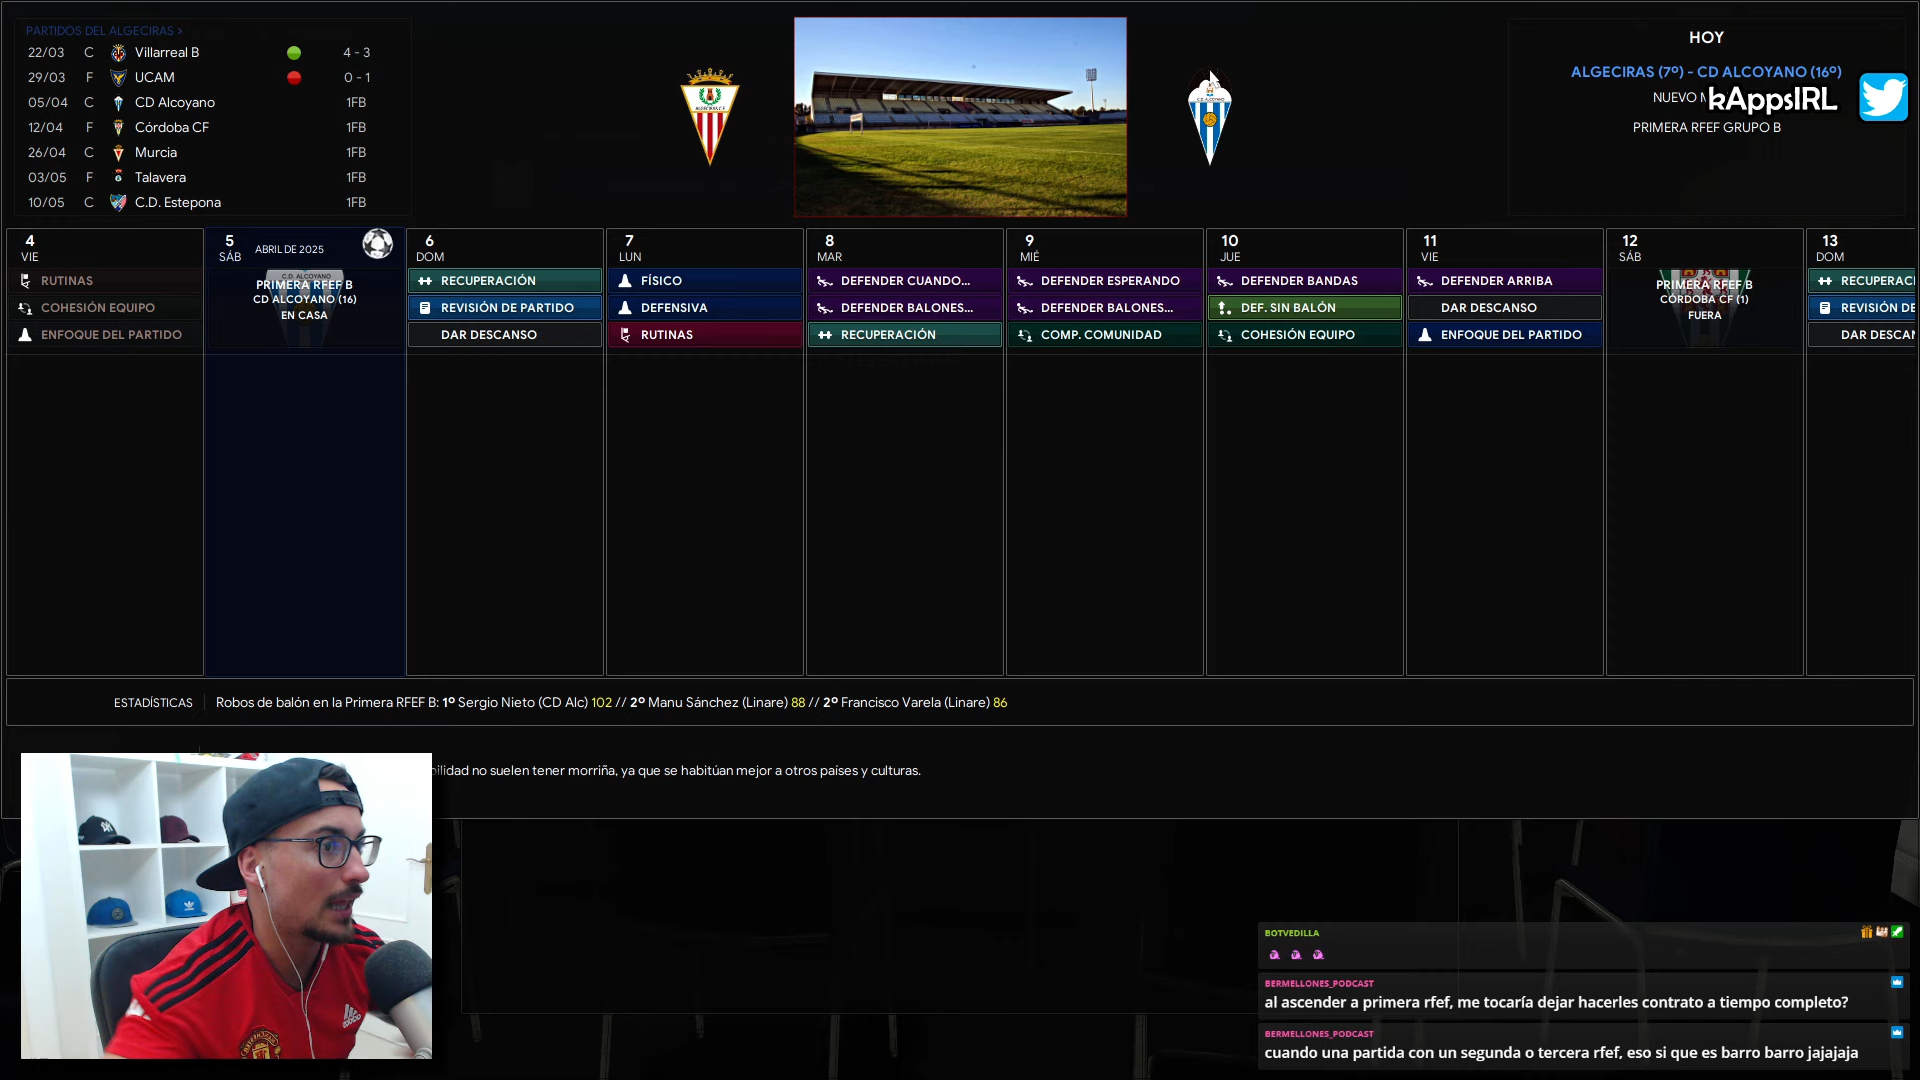 PARTIDOS DEL ALGECIRAS >
22/03 C Villarreal B 4 - 3
29/03 F UCAM 0 - 1
05/04 C CD Alcoyano 1FB
12/04 F Córdoba CF 1FB
26/04 C Murcia 1FB
03/05 F Talavera 1FB
10/05 C C.D. Estepona 1FB
HOY
ALGECIRAS (7º) - CD ALCOYANO (16º)
NUEVO
kAppsIRL
PRIMERA RFEF GRUPO B
4 VIE
RUTINAS
COHESIÓN EQUIPO
ENFOQUE DEL PARTIDO
5 SÁB ABRIL DE 2025
C.D. ALCOYANO
PRIMERA RFEF B
CD ALCOYANO (16)
EN CASA
6 DOM
RECUPERACIÓN
REVISIÓN DE PARTIDO
DAR DESCANSO
7 LUN
FÍSICO
DEFENSIVA
RUTINAS
8 MAR
DEFENDER CUANDO...
DEFENDER BALONES...
RECUPERACIÓN
9 MIÉ
DEFENDER ESPERANDO
DEFENDER BALONES...
COMP. COMUNIDAD
10 JUE
DEFENDER BANDAS
DEF. SIN BALÓN
COHESIÓN EQUIPO
11 VIE
DEFENDER ARRIBA
DAR DESCANSO
ENFOQUE DEL PARTIDO
12 SÁB
PRIMERA RFEF B
CÓRDOBA CF (1)
FUERA
13 DOM
RECUPERAC
REVISIÓN DE
DAR DESCAN
ESTADÍSTICAS Robos de balón en la Primera RFEF B: 1º Sergio Nieto (CD Alc) 102 // 2º Manu Sánchez (Linare) 88 // 2º Francisco Varela (Linare) 86
bilidad no suelen tener morriña, ya que se habitúan mejor a otros países y culturas.
BOTVEDILLA
BERMELLONES_PODCAST
al ascender a primera rfef, me tocaría dejar hacerles contrato a tiempo completo?
BERMELLONES_PODCAST
cuando una partida con un segunda o tercera rfef, eso si que es barro barro jajajaja